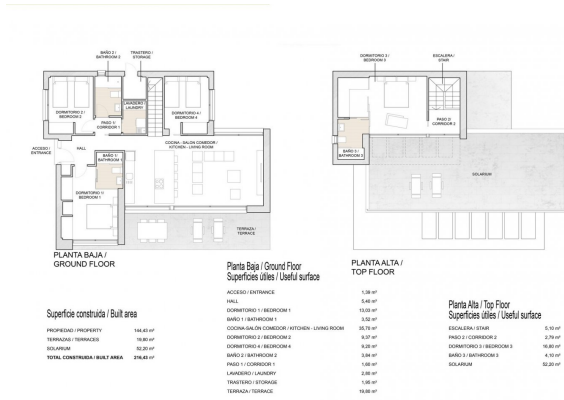 BAÑO 2 /
BATHROOM 2
TRASTERO /
STORAGE
DORMITORIO 2 /
BEDROOM 2
LAVADERO /
LAUNDRY
DORMITORIO 4 /
BEDROOM 4
PASO 1/
CORRIDOR 1
ACCESO /
ENTRANCE
HALL
COCINA - SALÓN COMEDOR /
KITCHEN - LIVING ROOM
BAÑO 1/
BATHROOM 1
DORMITORIO 1/
BEDROOM 1
TERRAZA /
TERRACE
PLANTA BAJA /
GROUND FLOOR
DORMITORIO 3 /
BEDROOM 3
ESCALERA /
STAIR
PASO 2/
CORRIDOR 2
BAÑO 3 /
BATHROOM 3
SOLARIUM
PLANTA ALTA /
TOP FLOOR
Superficie construida / Built area
PROPIEDAD / PROPERTY 144,43 m²
TERRAZAS / TERRACES 19,80 m²
SOLARIUM 52,20 m²
TOTAL CONSTRUIDA / BUILT AREA 216,43 m²
Planta Baja / Ground Floor
Superficies útiles / Useful surface
ACCESO / ENTRANCE 1,39 m²
HALL 5,40 m²
DORMITORIO 1 / BEDROOM 1 13,03 m²
BAÑO 1 / BATHROOM 1 3,52 m²
COCINA-SALÓN COMEDOR / KITCHEN - LIVING ROOM 35,70 m²
DORMITORIO 2 / BEDROOM 2 9,37 m²
DORMITORIO 4 / BEDROOM 4 9,20 m²
BAÑO 2 / BATHROOM 2 3,84 m²
PASO 1 / CORRIDOR 1 1,60 m²
LAVADERO / LAUNDRY 2,80 m²
TRASTERO / STORAGE 1,95 m²
TERRAZA / TERRACE 19,80 m²
Planta Alta / Top Floor
Superficies útiles / Useful surface
ESCALERA / STAIR 5,10 m²
PASO 2 / CORRIDOR 2 2,79 m²
DORMITORIO 3 / BEDROOM 3 16,80 m²
BAÑO 3 / BATHROOM 3 4,10 m²
SOLARIUM 52,20 m²